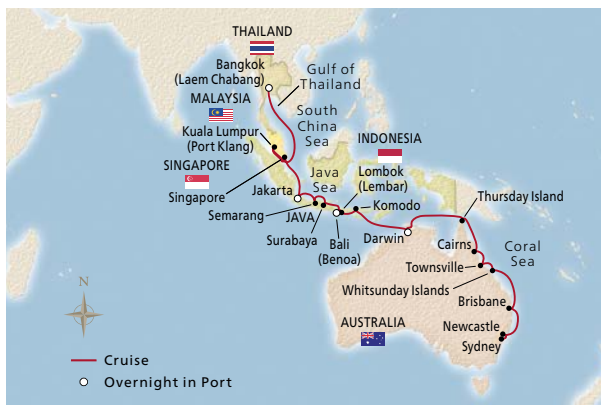 THAILAND
Bangkok
(Laem Chabang)
Gulf of
Thailand
MALAYSIA
South
China
Sea
Kuala Lumpur
(Port Klang)
INDONESIA
SINGAPORE
Singapore
Java
Sea
Lombok
(Lembar)
Jakarta
Komodo
Thursday Island
Semarang
JAVA
Surabaya
Bali
(Benoa)
Darwin
Cairns
Coral
Sea
Townsville
Whitsunday Islands
N
Brisbane
AUSTRALIA
Newcastle
Sydney
Cruise
Overnight in Port